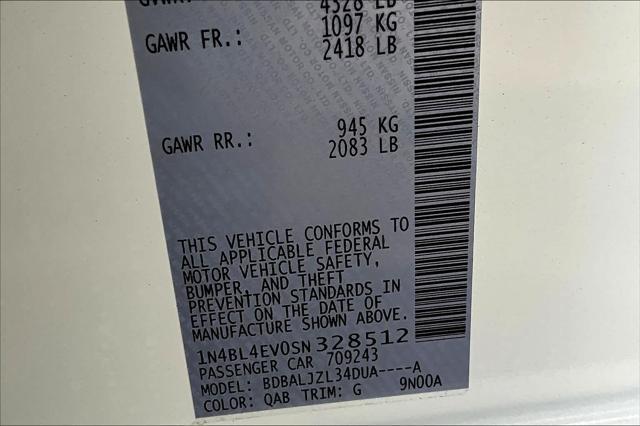 4528 LB
GAWR FR.: 1097 KG
2418 LB
GAWR RR.: 945 KG
2083 LB
THIS VEHICLE CONFORMS TO
ALL APPLICABLE FEDERAL
MOTOR VEHICLE SAFETY,
BUMPER, AND THEFT
PREVENTION STANDARDS IN
EFFECT ON THE DATE OF
MANUFACTURE SHOWN ABOVE.
1N4BL4EV0SN328512
PASSENGER CAR 709243
MODEL: BDBALJZL34DUA----A
COLOR: QAB TRIM: G 9N00A